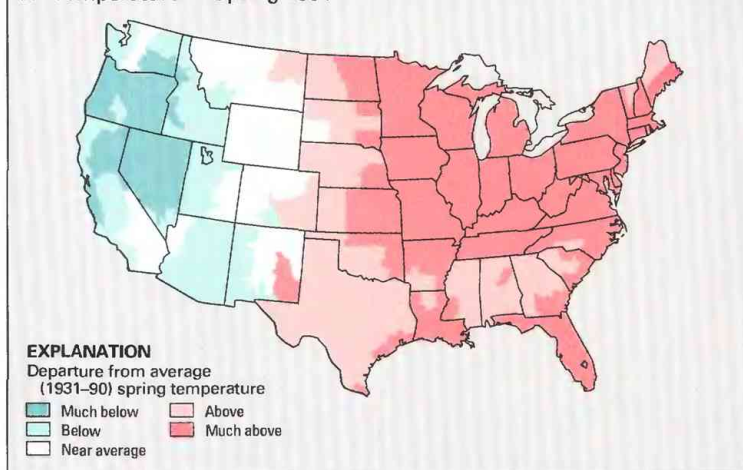 EXPLANATION
Departure from average
(1931–90) spring temperature
Much below
Below
Near average
Above
Much above